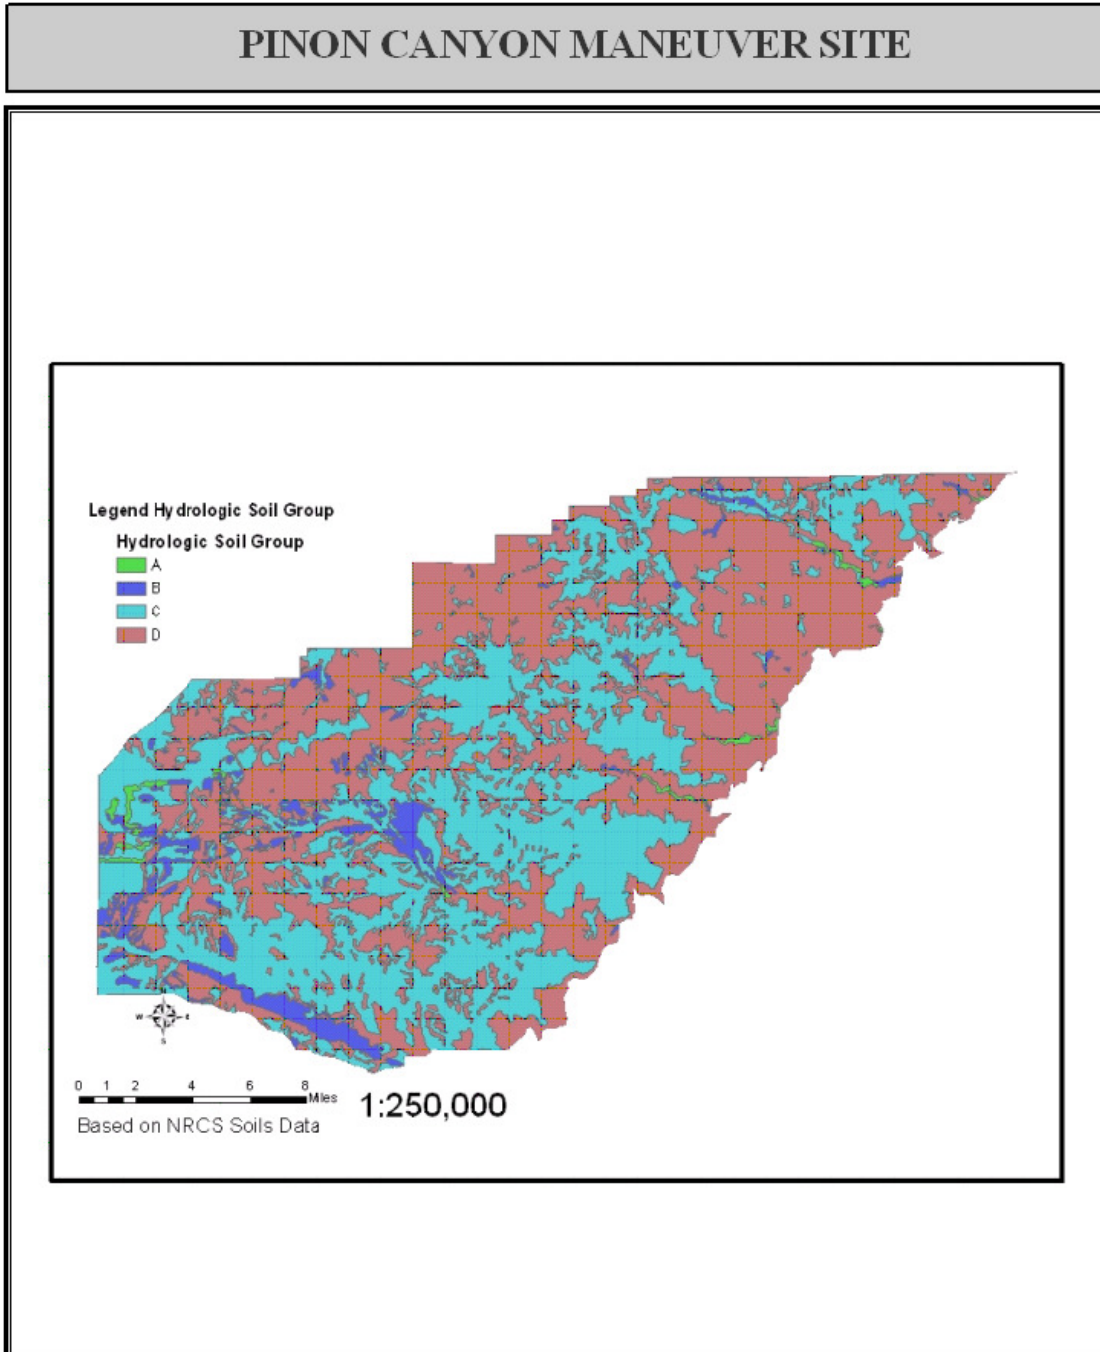 PINON CANYON MANEUVER SITE
Legend Hydrologic Soil Group
Hydrologic Soil Group
A
B
C
D
N
W E
S
0 1 2 4 6 8
Miles
1:250,000
Based on NRCS Soils Data